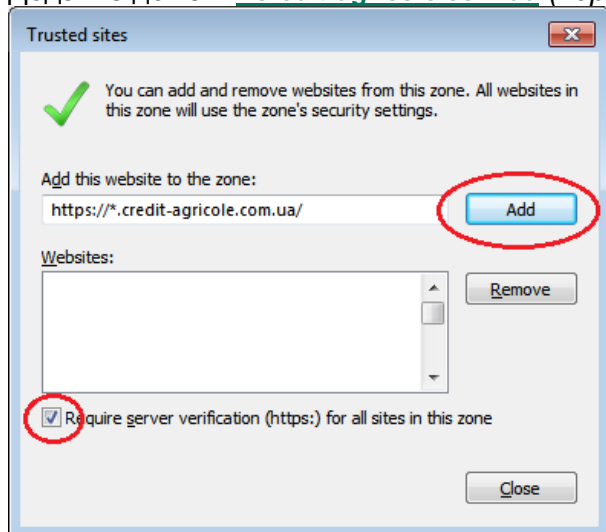 Trusted sites
You can add and remove websites from this zone. All websites in
this zone will use the zone's security settings.
Add this website to the zone:
https://*.credit-agricole.com.ua/
Add
Websites:
Remove
Require server verification (https:) for all sites in this zone
Close